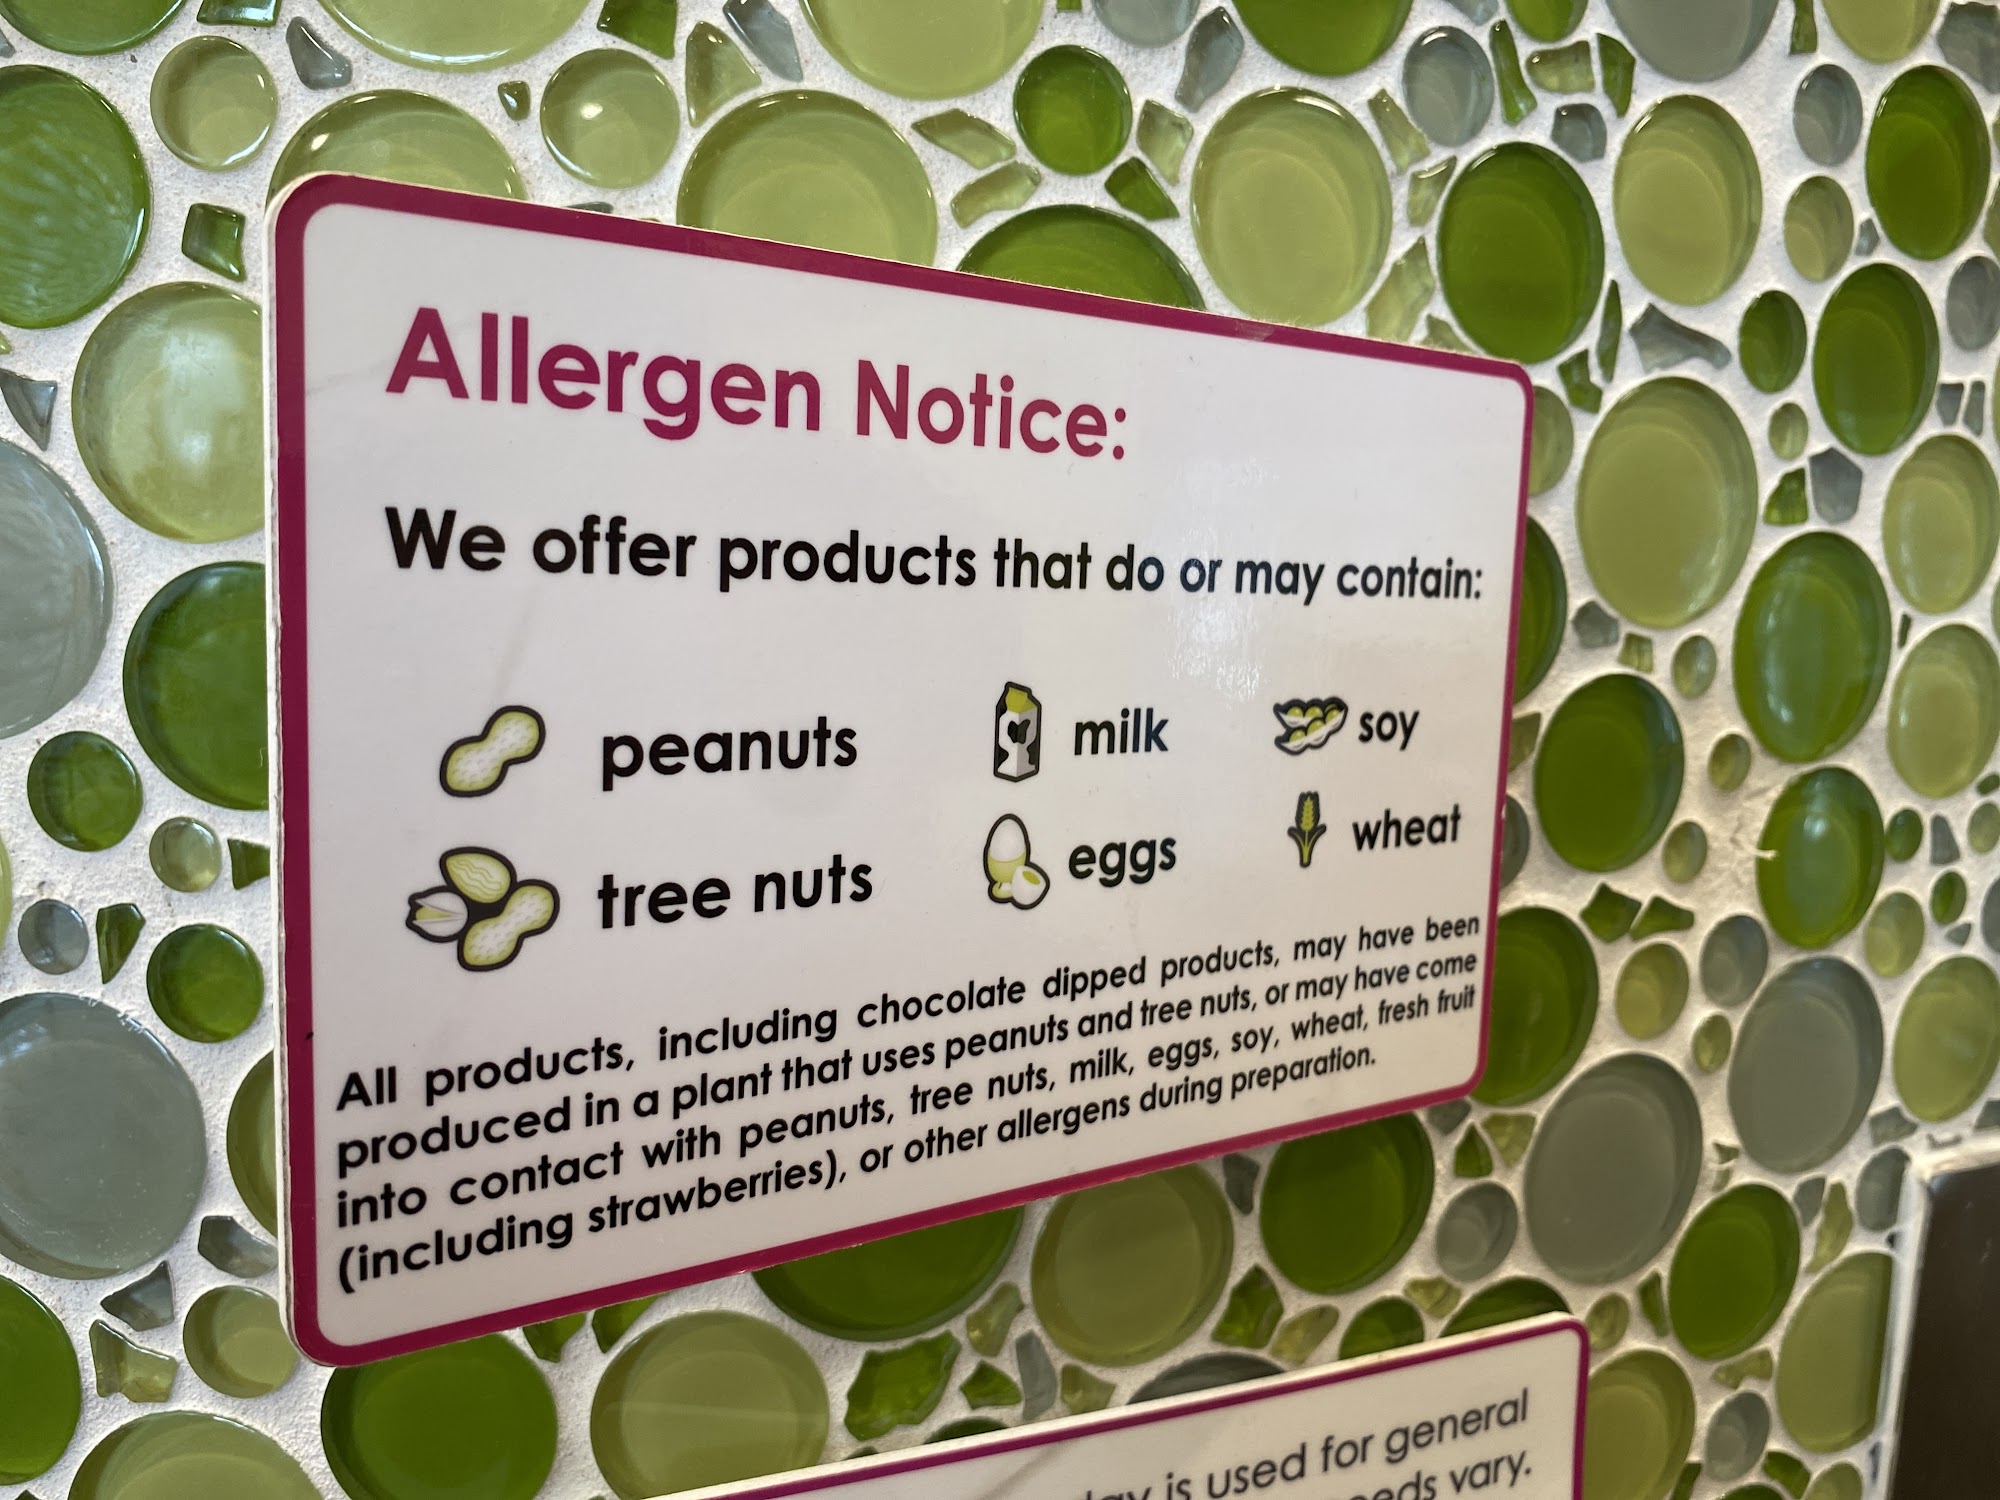 Allergen Notice:
We offer products that do or may contain:
peanuts milk soy
tree nuts eggs wheat
All products, including chocolate dipped products, may have been
produced in a plant that uses peanuts and tree nuts, or may have come
into contact with peanuts, tree nuts, milk, eggs, soy, wheat, fresh fruit
(including strawberries), or other allergens during preparation.
is used for general
vary.